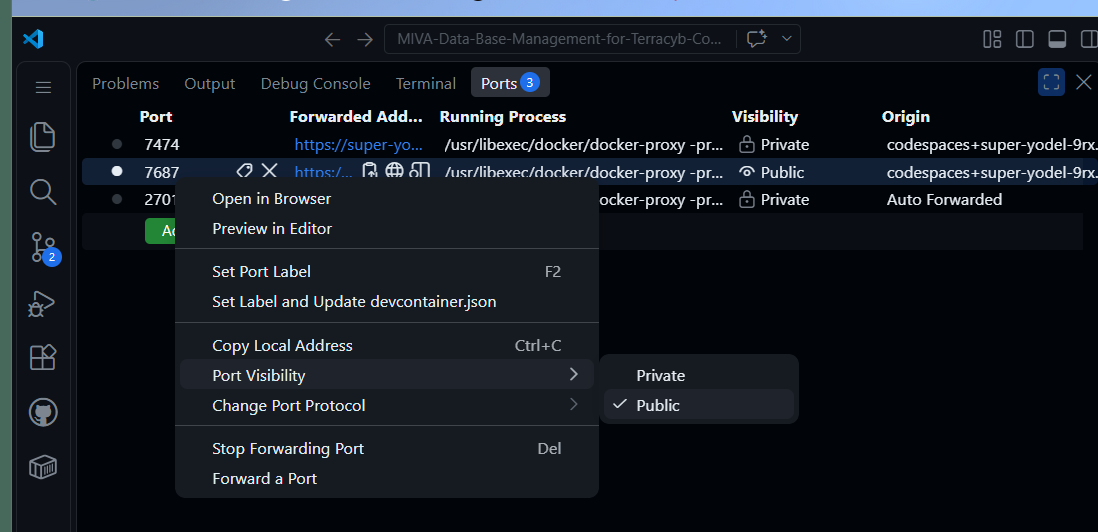 MIVA-Data-Base-Management-for-Terracyb-Co...
Problems Output Debug Console Terminal Ports 3
Port Forwarded Add... Running Process Visibility Origin
7474 https://super-yo... /usr/libexec/docker/docker-proxy -pr... Private codespaces+super-yodel-9rx.
7687 https:/... /usr/libexec/docker/docker-proxy -pr... Public codespaces+super-yodel-9rx.
2701 docker/docker-proxy -pr... Private Auto Forwarded
Open in Browser
Preview in Editor
Set Port Label F2
Set Label and Update devcontainer.json
Copy Local Address Ctrl+C
Port Visibility
Change Port Protocol
Stop Forwarding Port Del
Forward a Port
Private
Public
2